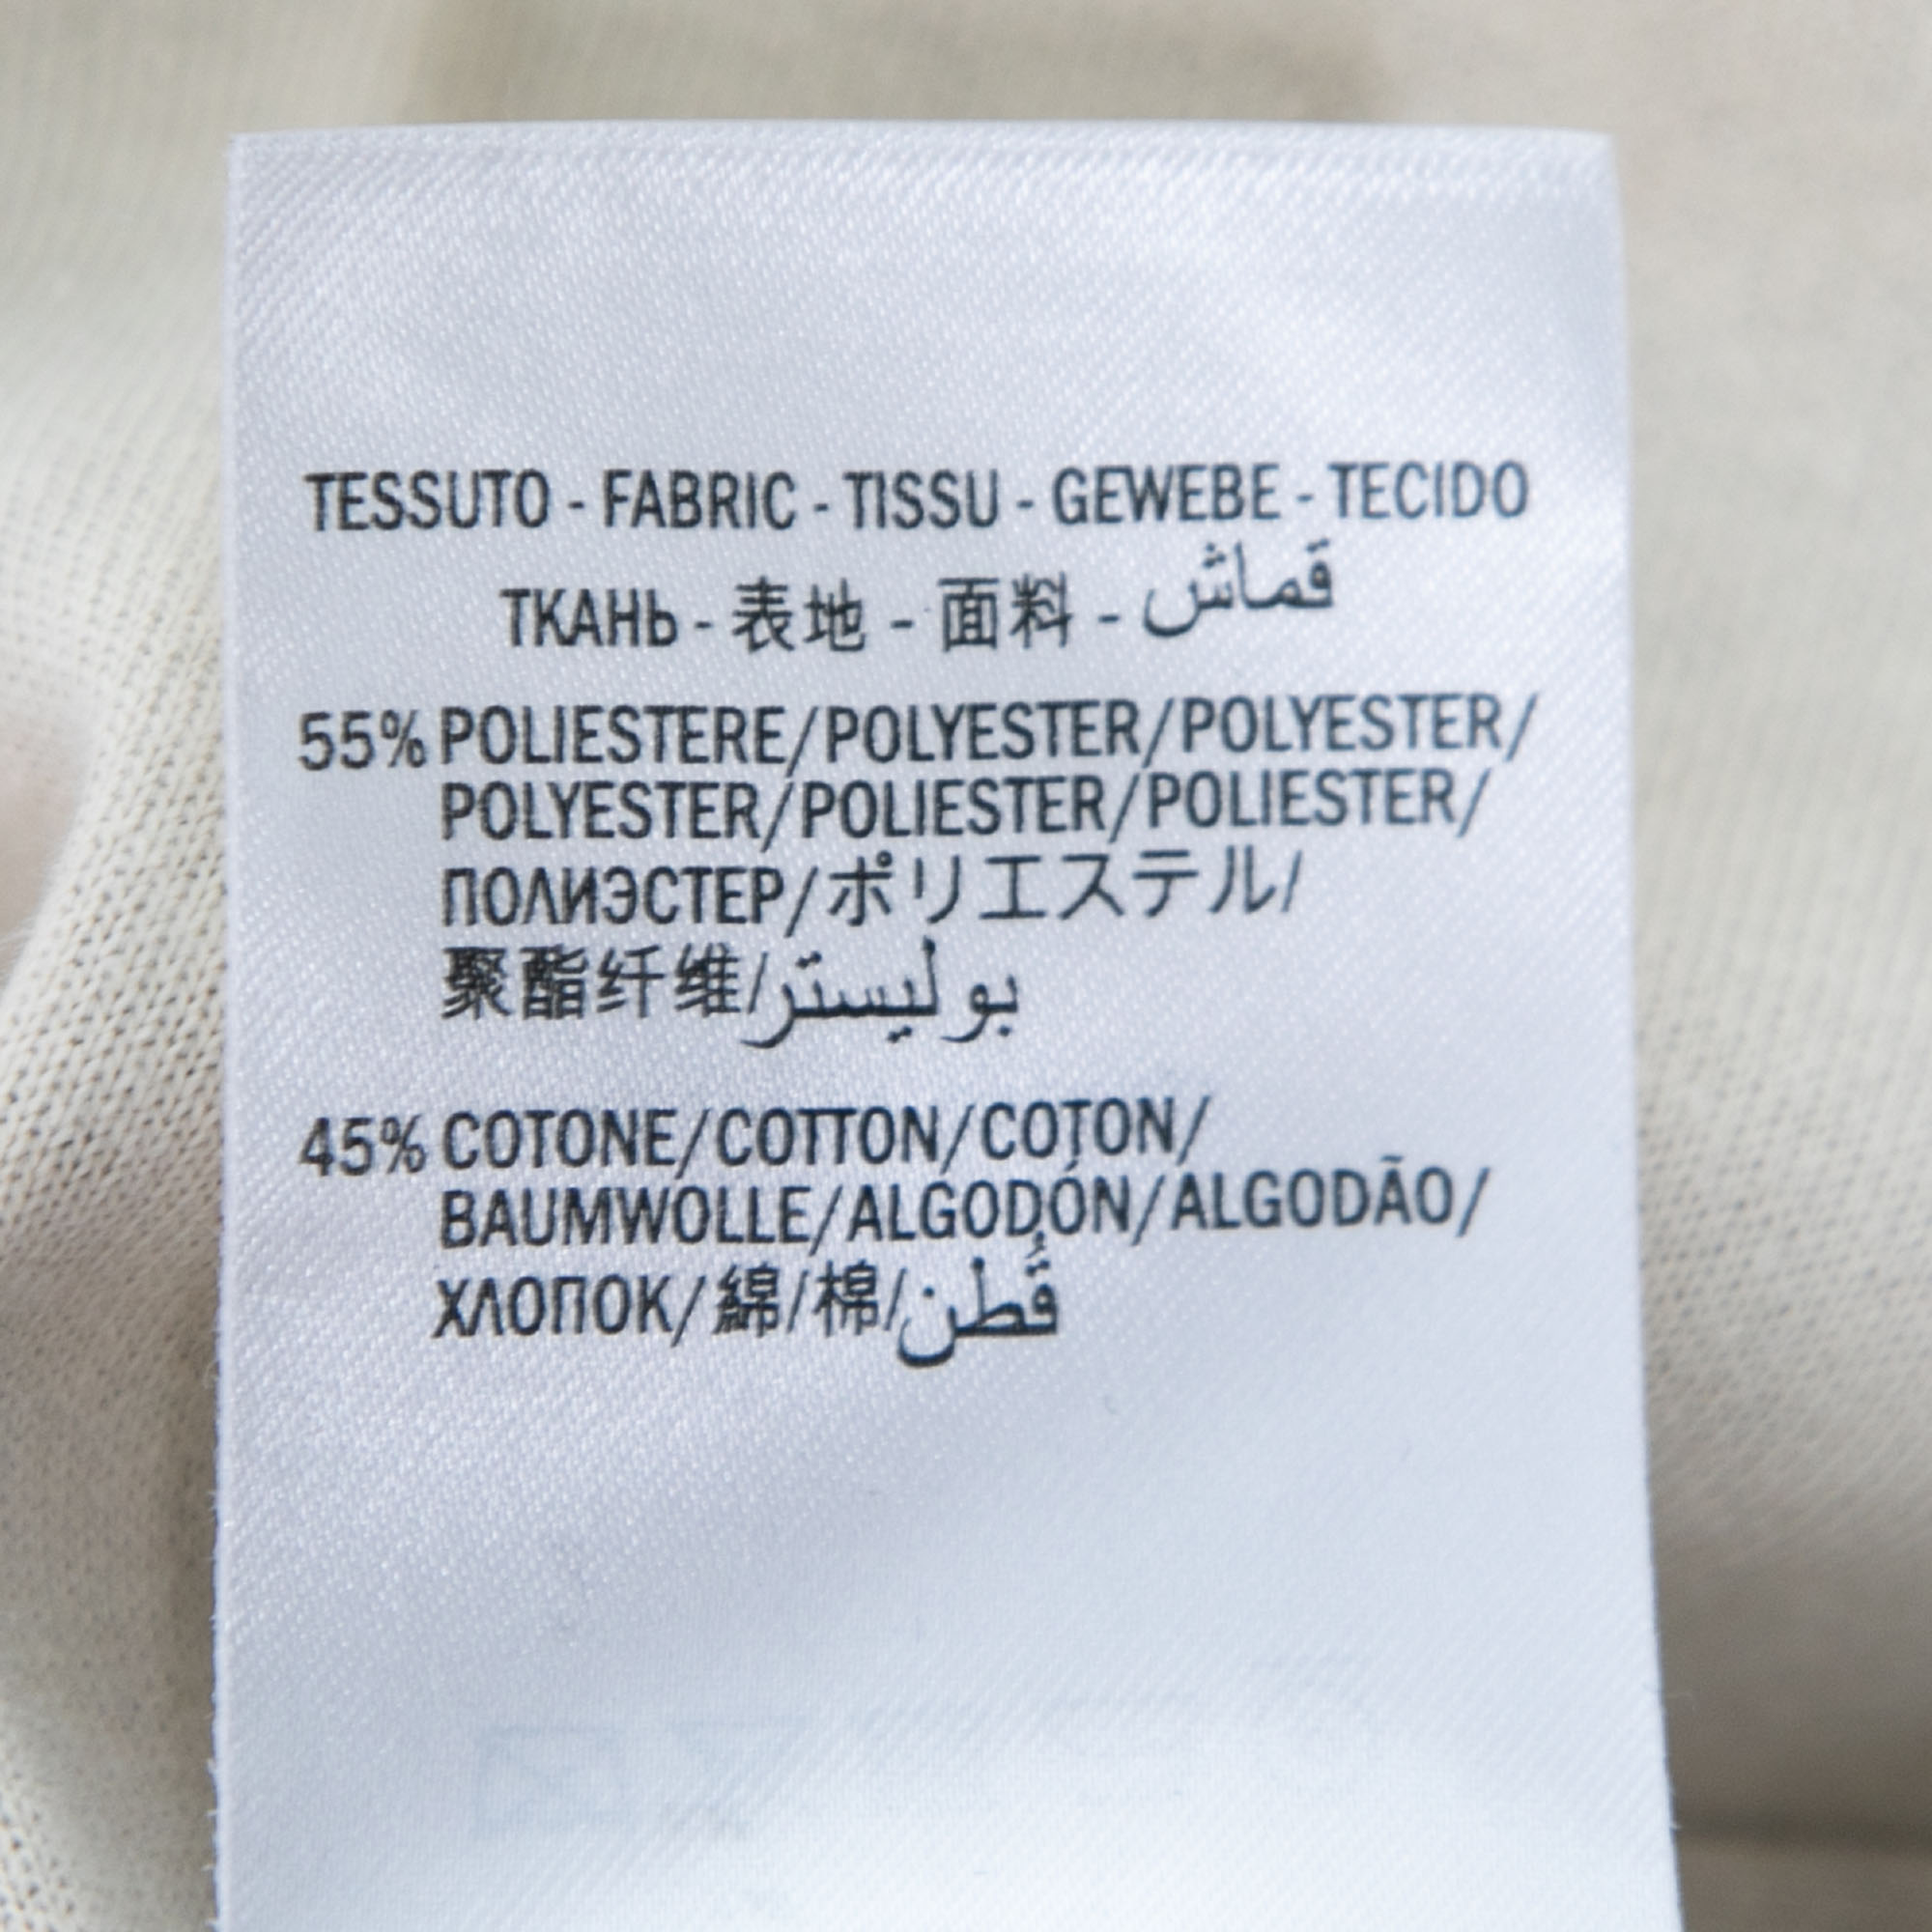 TESSUTO - FABRIC - TISSU - GEWEBE - TECIDO
ТКАНЬ - 表地 - 面料 - قماش
55% POLIESTERE/POLYESTER/POLYESTER/
POLYESTER/POLIESTER/POLIESTER/
ПОЛИЭСТЕР/ポリエステル/
聚酯纤维/بوليستر
45% COTONE/COTTON/COTON/
BAUMWOLLE/ALGODÓN/ALGODÃO/
ХЛОПОК/綿/棉/قُطن